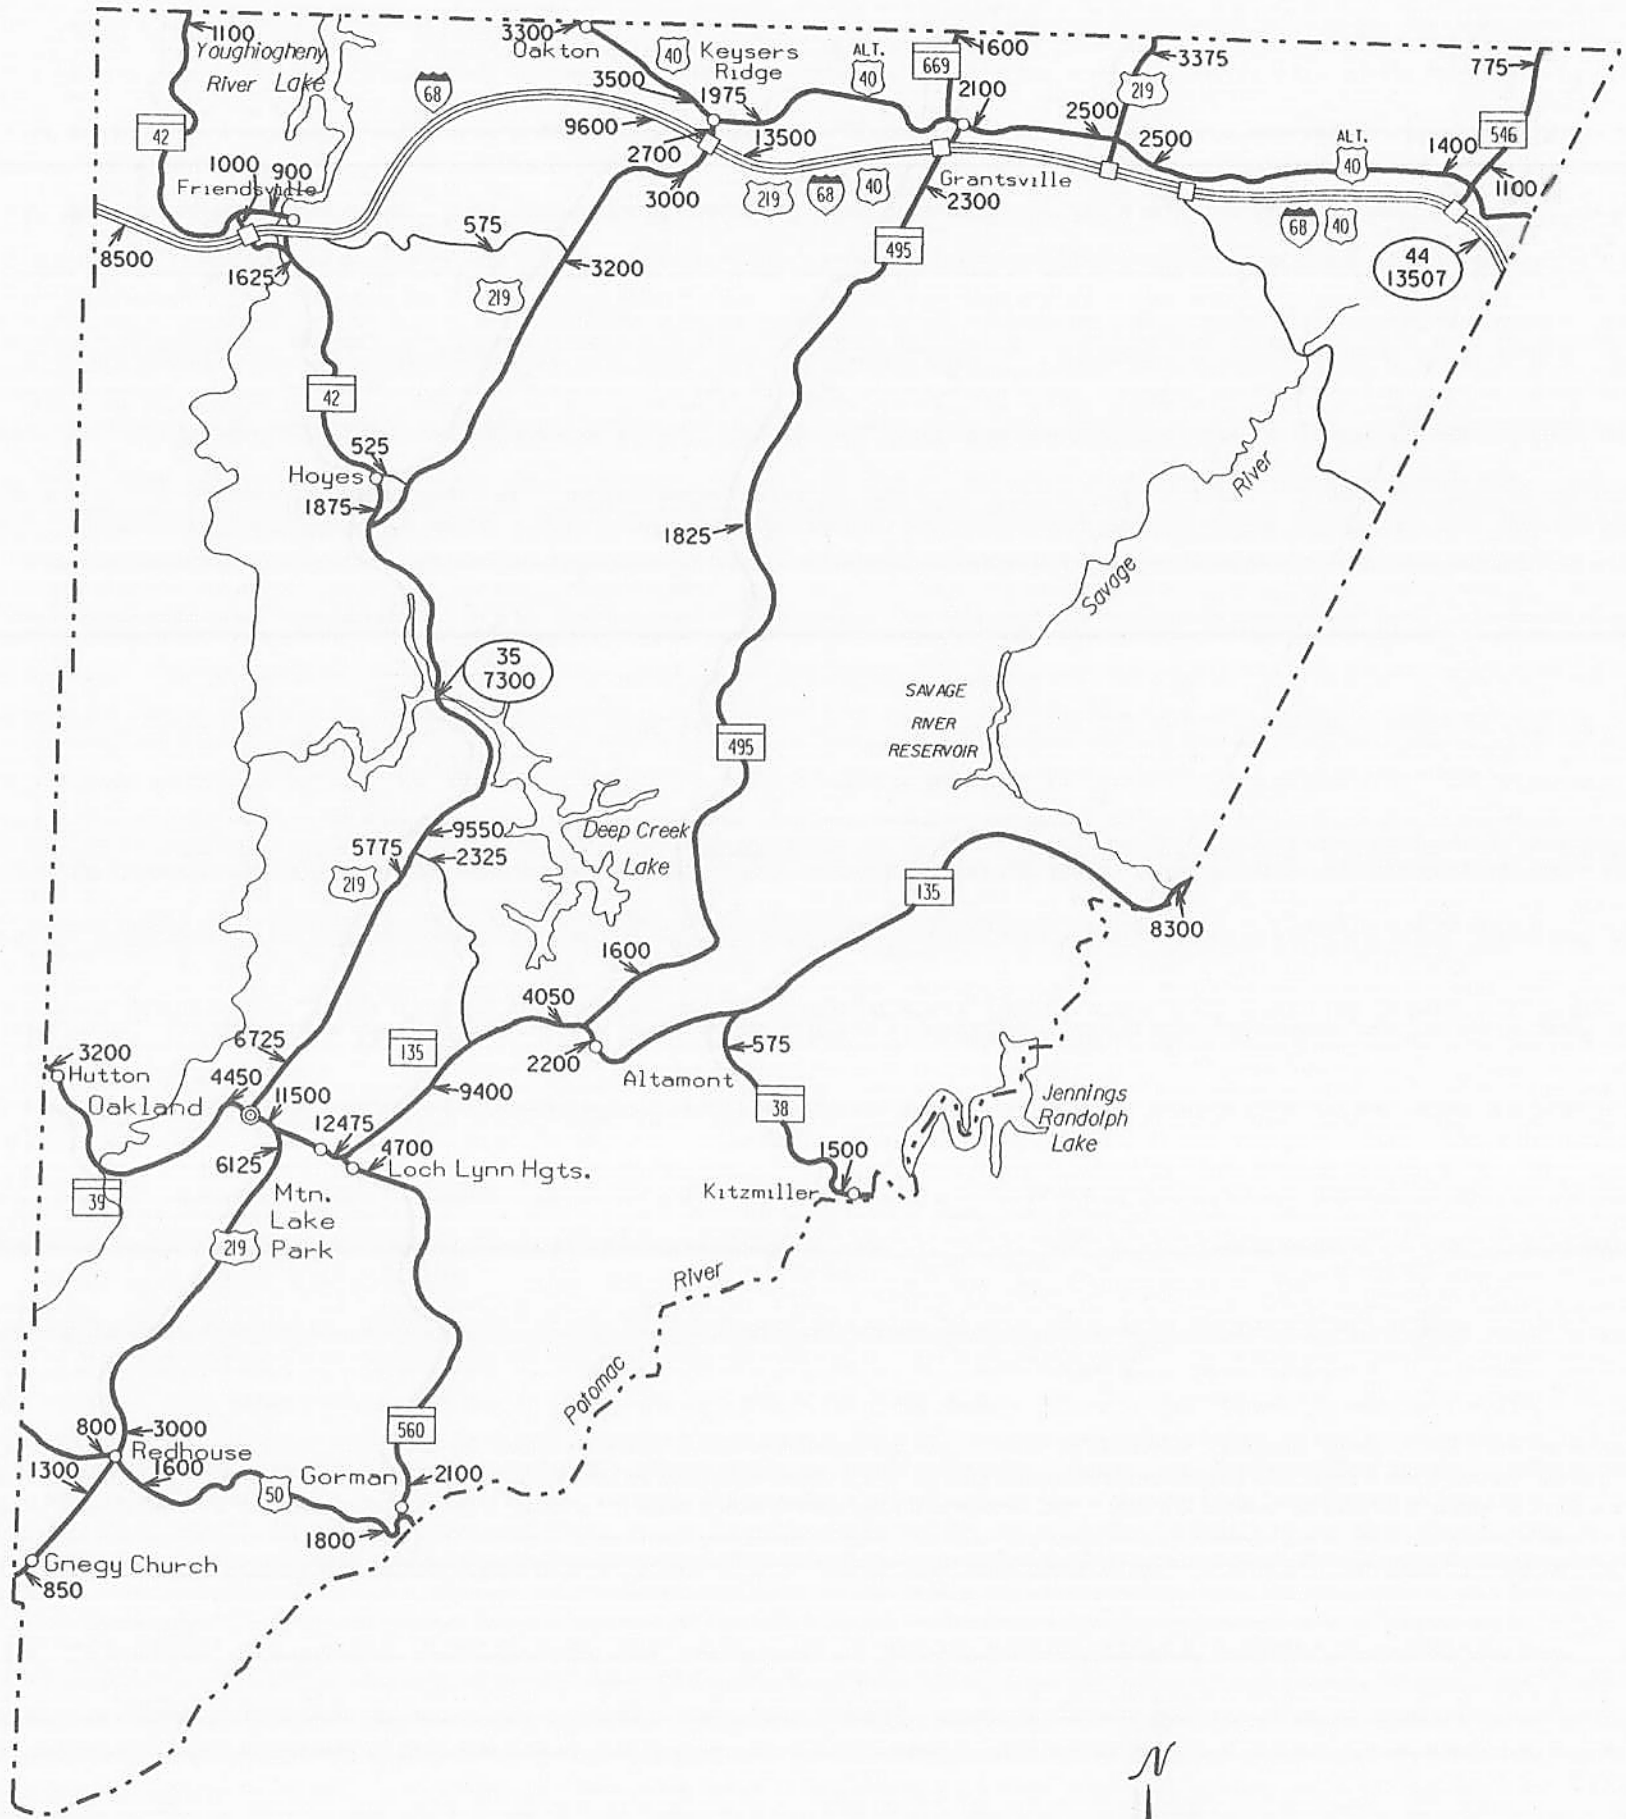 1100
Youghiogheny
River Lake
42
68
3300
Oakton
40
Keysers
Ridge
ALT.
40
669
1600
3375
219
775
546
3500
1975
2100
2500
2500
9600
13500
2700
3000
219
68
40
Grantsville
2300
ALT.
40
1400
1100
1000
900
Friendsville
8500
1625
575
3200
219
495
68
40
44
13507
42
525
Hoyes
1875
1825
River
Savage
35
7300
SAVAGE
RIVER
RESERVOIR
495
9550
2325
5775
219
Deep Creek
Lake
135
8300
1600
4050
2200
Altamont
135
9400
575
38
Jennings
Randolph
Lake
1500
Kitzmiller
3200
Hutton
6725
4450
Oakland
11500
12475
4700
Loch Lynn Hgts.
6125
39
Mtn.
Lake
Park
219
River
Potomac
560
800
3000
Redhouse
1300
1600
50
Gorman
2100
1800
Gnegy Church
850
N